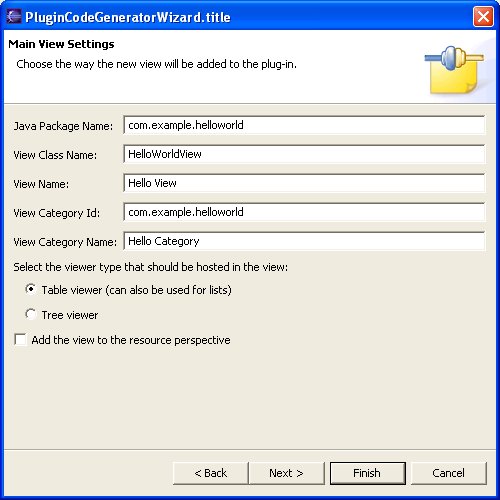 PluginCodeGeneratorWizard.title
Main View Settings
Choose the way the new view will be added to the plug-in.
Java Package Name: com.example.helloworld
View Class Name: HelloWorldView
View Name: Hello View
View Category Id: com.example.helloworld
View Category Name: Hello Category
Select the viewer type that should be hosted in the view:
Table viewer (can also be used for lists)
Tree viewer
Add the view to the resource perspective
< Back Next > Finish Cancel